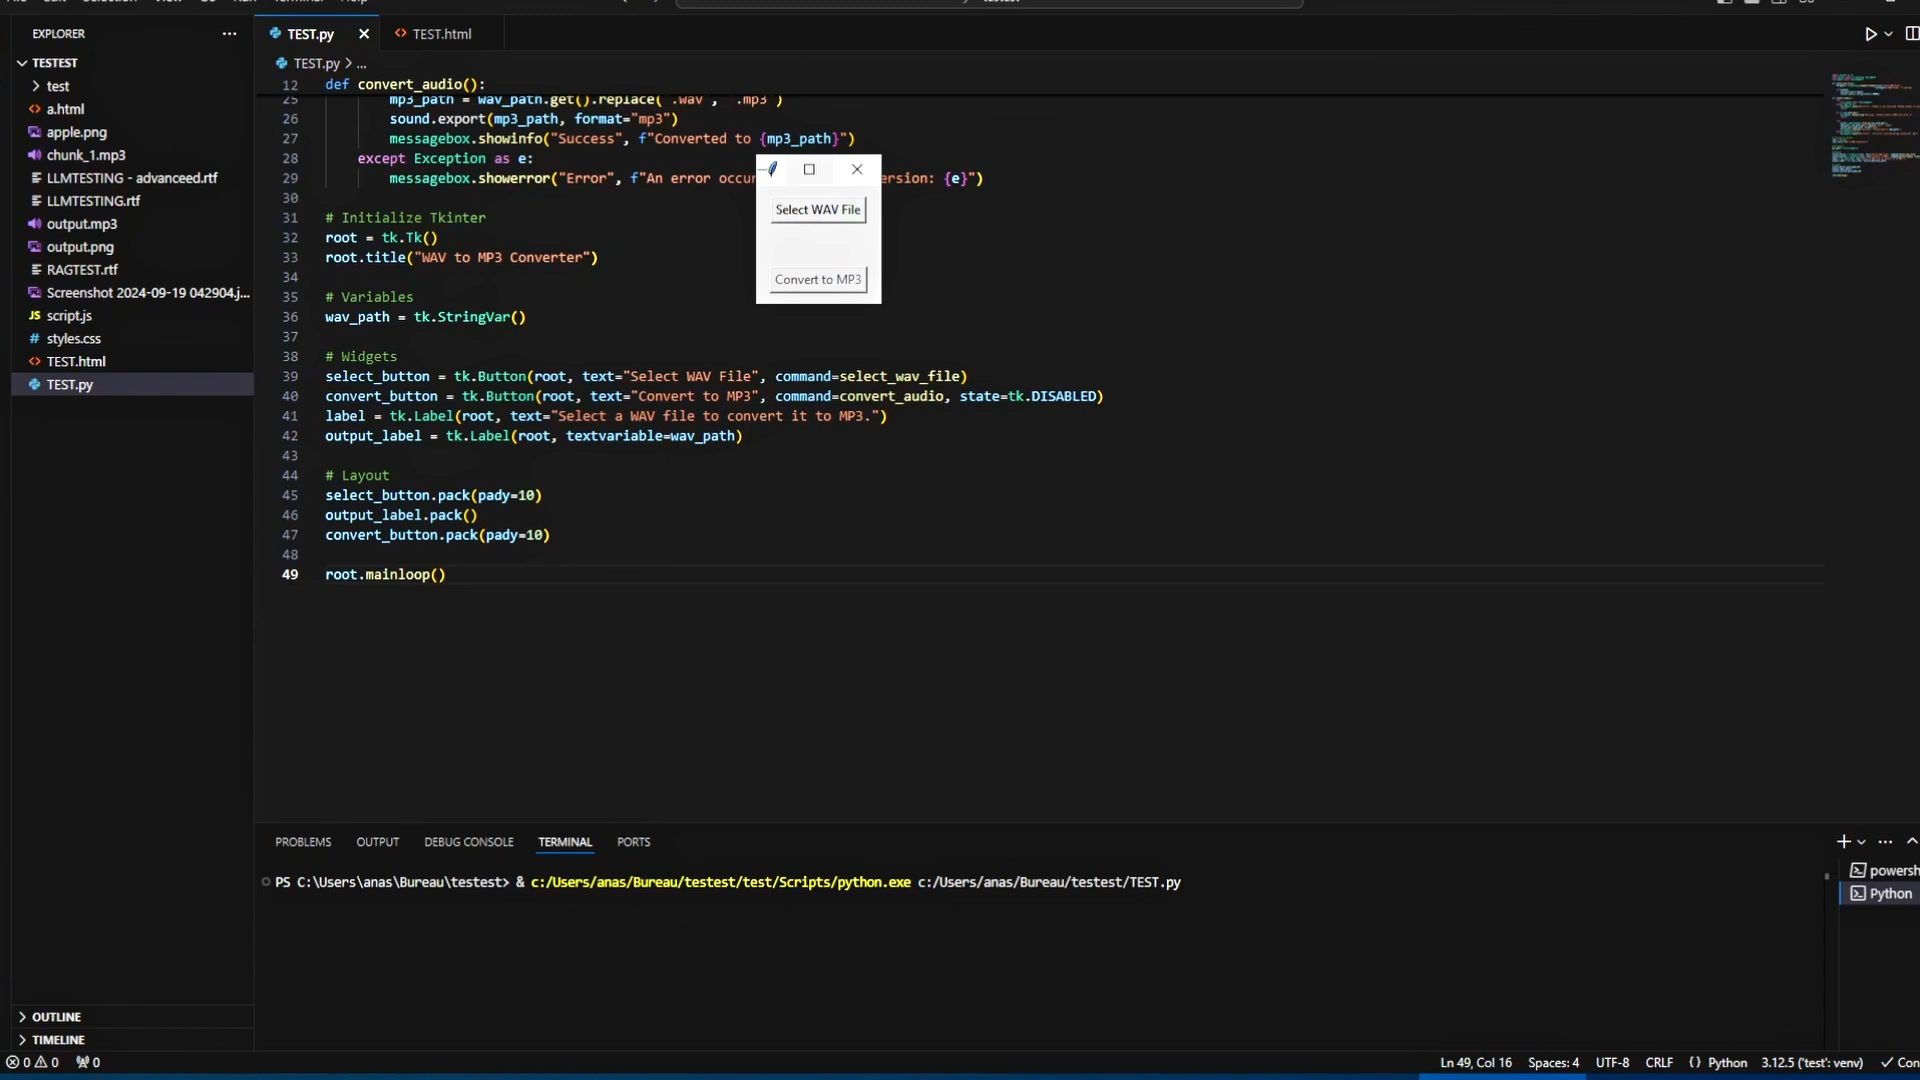 EXPLORER
TESTEST
test
a.html
apple.png
chunk_1.mp3
LLMTESTING - advanceed.rtf
LLMTESTING.rtf
output.mp3
output.png
RAGTEST.rtf
Screenshot 2024-09-19 042904.j...
script.js
styles.css
TEST.html
TEST.py
OUTLINE
TIMELINE
TEST.py
TEST.html
TEST.py > ...
12 def convert_audio():
25 mp3_path = wav_path.get().replace(".wav", ".mp3")
26 sound.export(mp3_path, format="mp3")
27 messagebox.showinfo("Success", f"Converted to {mp3_path}")
28 except Exception as e:
29 messagebox.showerror("Error", f"An error occur ersion: {e}")
30
31 # Initialize Tkinter
32 root = tk.Tk()
33 root.title("WAV to MP3 Converter")
34
35 # Variables
36 wav_path = tk.StringVar()
37
38 # Widgets
39 select_button = tk.Button(root, text="Select WAV File", command=select_wav_file)
40 convert_button = tk.Button(root, text="Convert to MP3", command=convert_audio, state=tk.DISABLED)
41 label = tk.Label(root, text="Select a WAV file to convert it to MP3.")
42 output_label = tk.Label(root, textvariable=wav_path)
43
44 # Layout
45 select_button.pack(pady=10)
46 output_label.pack()
47 convert_button.pack(pady=10)
48
49 root.mainloop()
Select WAV File
Convert to MP3
PROBLEMS OUTPUT DEBUG CONSOLE TERMINAL PORTS
PS C:\Users\anas\Bureau\testest> & c:/Users/anas/Bureau/testest/test/Scripts/python.exe c:/Users/anas/Bureau/testest/TEST.py
powersh
Python
0 0 0
Ln 49, Col 16 Spaces: 4 UTF-8 CRLF {} Python 3.12.5 ('test': venv) Con